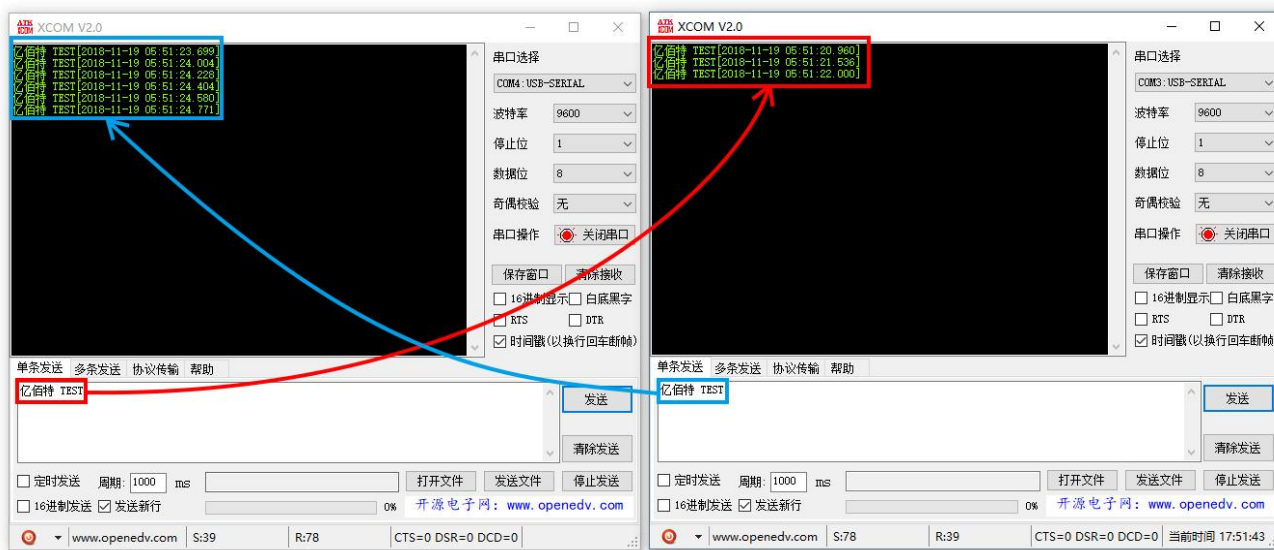 XCOM V2.0
亿佰特 TEST[2018-11-19 05:51:23.699]
亿佰特 TEST[2018-11-19 05:51:24.004]
亿佰特 TEST[2018-11-19 05:51:24.228]
亿佰特 TEST[2018-11-19 05:51:24.404]
亿佰特 TEST[2018-11-19 05:51:24.580]
亿佰特 TEST[2018-11-19 05:51:24.771]
串口选择
COM4:USB-SERIAL
波特率 9600
停止位 1
数据位 8
奇偶校验 无
串口操作 关闭串口
保存窗口 清除接收
16进制显示 白底黑字
RTS DTR
时间戳(以换行回车断帧)
单条发送 多条发送 协议传输 帮助
亿佰特 TEST
发送
清除发送
定时发送 周期: 1000 ms 打开文件 发送文件 停止发送
16进制发送 发送新行 0% 开源电子网: www.openedv.com
www.openedv.com S:39 R:78 CTS=0 DSR=0 DCD=0
XCOM V2.0
亿佰特 TEST[2018-11-19 05:51:20.960]
亿佰特 TEST[2018-11-19 05:51:21.536]
亿佰特 TEST[2018-11-19 05:51:22.000]
串口选择
COM3:USB-SERIAL
波特率 9600
停止位 1
数据位 8
奇偶校验 无
串口操作 关闭串口
保存窗口 清除接收
16进制显示 白底黑字
RTS DTR
时间戳(以换行回车断帧
单条发送 多条发送 协议传输 帮助
亿佰特 TEST
发送
清除发送
定时发送 周期: 1000 ms 打开文件 发送文件 停止发送
16进制发送 发送新行 0% 开源电子网: www.openedv.com
www.openedv.com S:78 R:39 CTS=0 DSR=0 DCD=0 当前时间 17:51:43